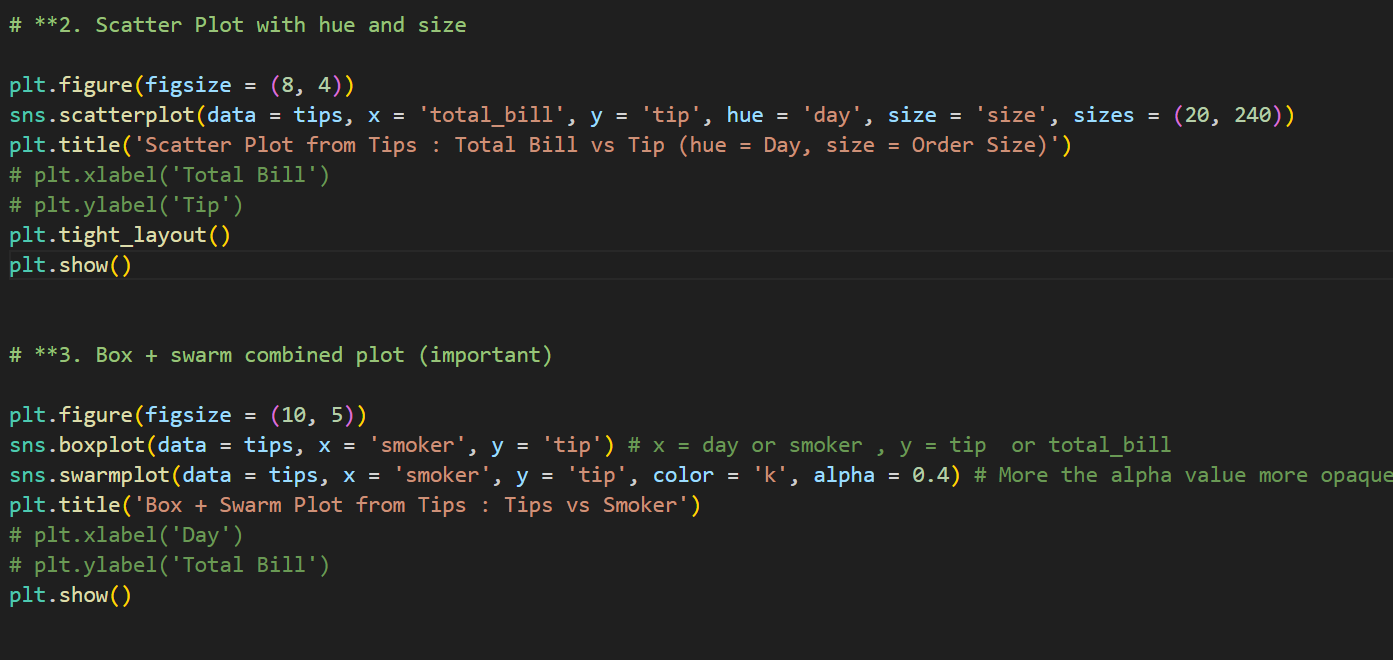 # **2. Scatter Plot with hue and size
plt.figure(figsize = (8, 4))
sns.scatterplot(data = tips, x = 'total_bill', y = 'tip', hue = 'day', size = 'size', sizes = (20, 240))
plt.title('Scatter Plot from Tips : Total Bill vs Tip (hue = Day, size = Order Size)')
# plt.xlabel('Total Bill')
# plt.ylabel('Tip')
plt.tight_layout()
plt.show()
# **3. Box + swarm combined plot (important)
plt.figure(figsize = (10, 5))
sns.boxplot(data = tips, x = 'smoker', y = 'tip') # x = day or smoker , y = tip  or total_bill
sns.swarmplot(data = tips, x = 'smoker', y = 'tip', color = 'k', alpha = 0.4) # More the alpha value more opaque
plt.title('Box + Swarm Plot from Tips : Tips vs Smoker')
# plt.xlabel('Day')
# plt.ylabel('Total Bill')
plt.show()